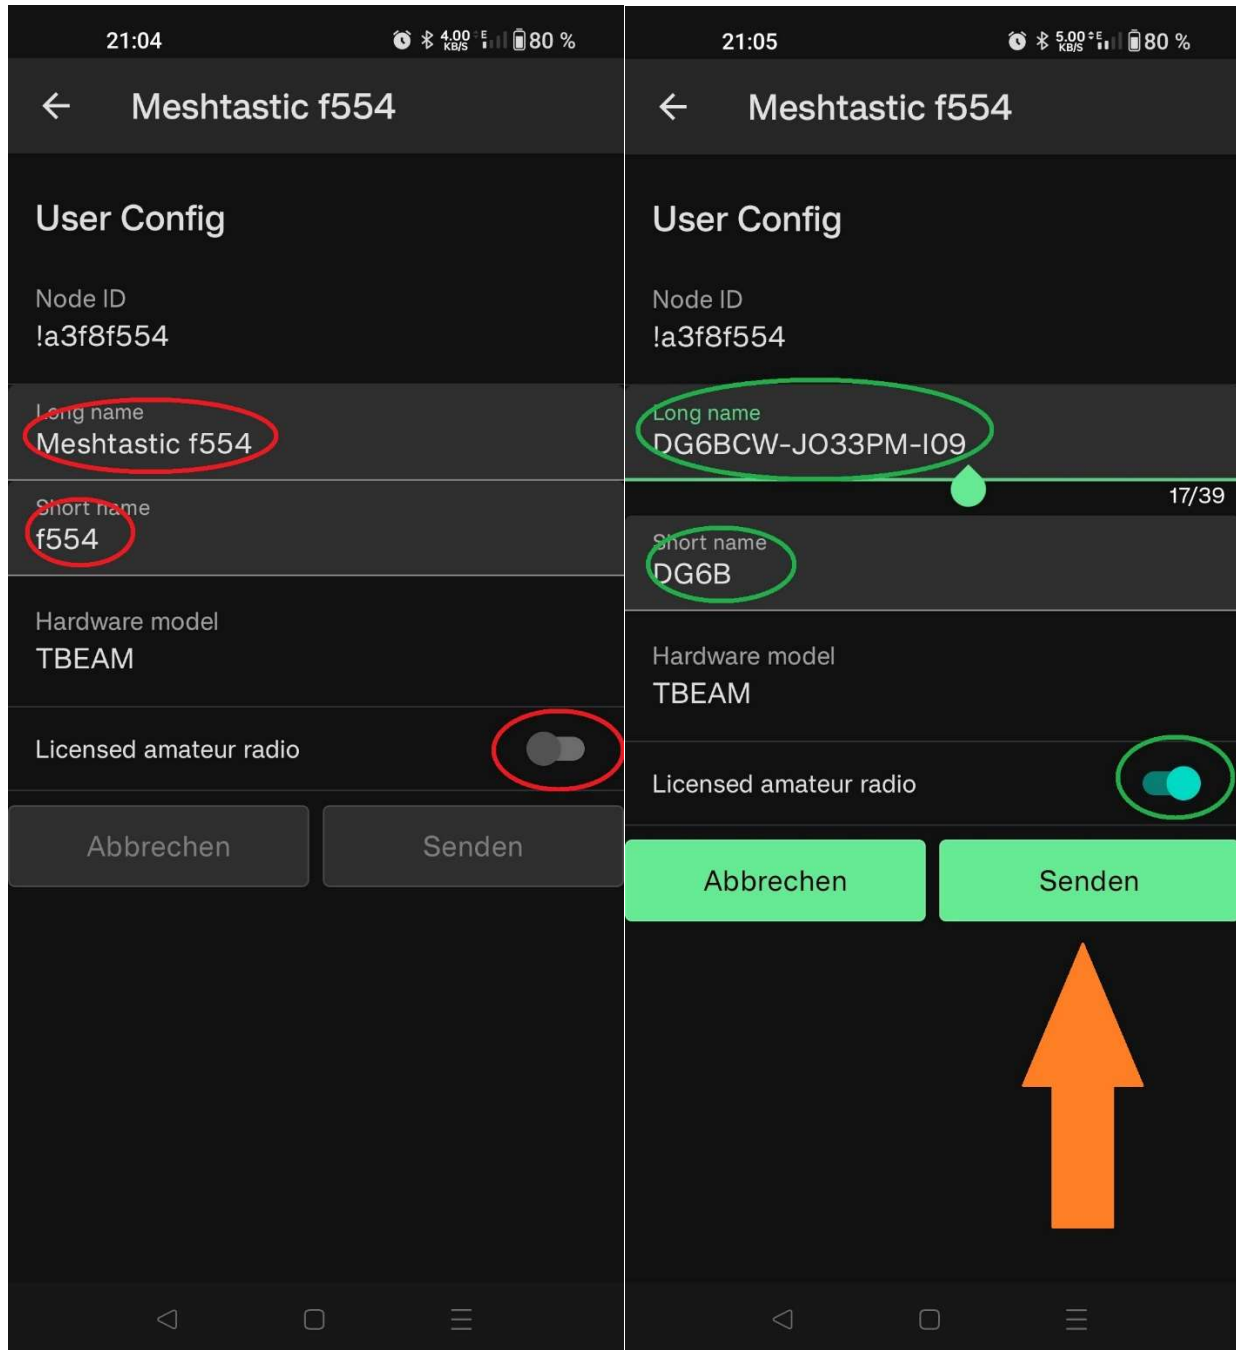 21:04
4.00 KB/S E 80 %
Meshtastic f554
User Config
Node ID
!a3f8f554
Long name
Meshtastic f554
Short name
f554
Hardware model
TBEAM
Licensed amateur radio
Abbrechen Senden
21:05
5.00 KB/S E 80 %
Meshtastic f554
User Config
Node ID
!a3f8f554
Long name
DG6BCW-JO33PM-I09
17/39
Short name
DG6B
Hardware model
TBEAM
Licensed amateur radio
Abbrechen Senden